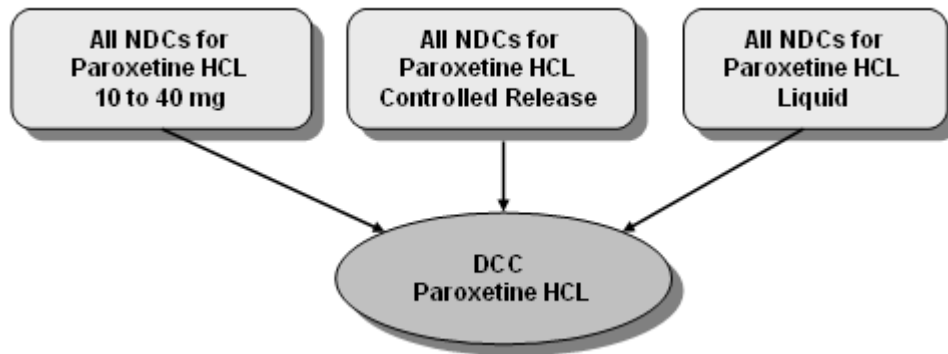 All NDCs for
Paroxetine HCL
10 to 40 mg
All NDCs for
Paroxetine HCL
Controlled Release
All NDCs for
Paroxetine HCL
Liquid
DCC
Paroxetine HCL